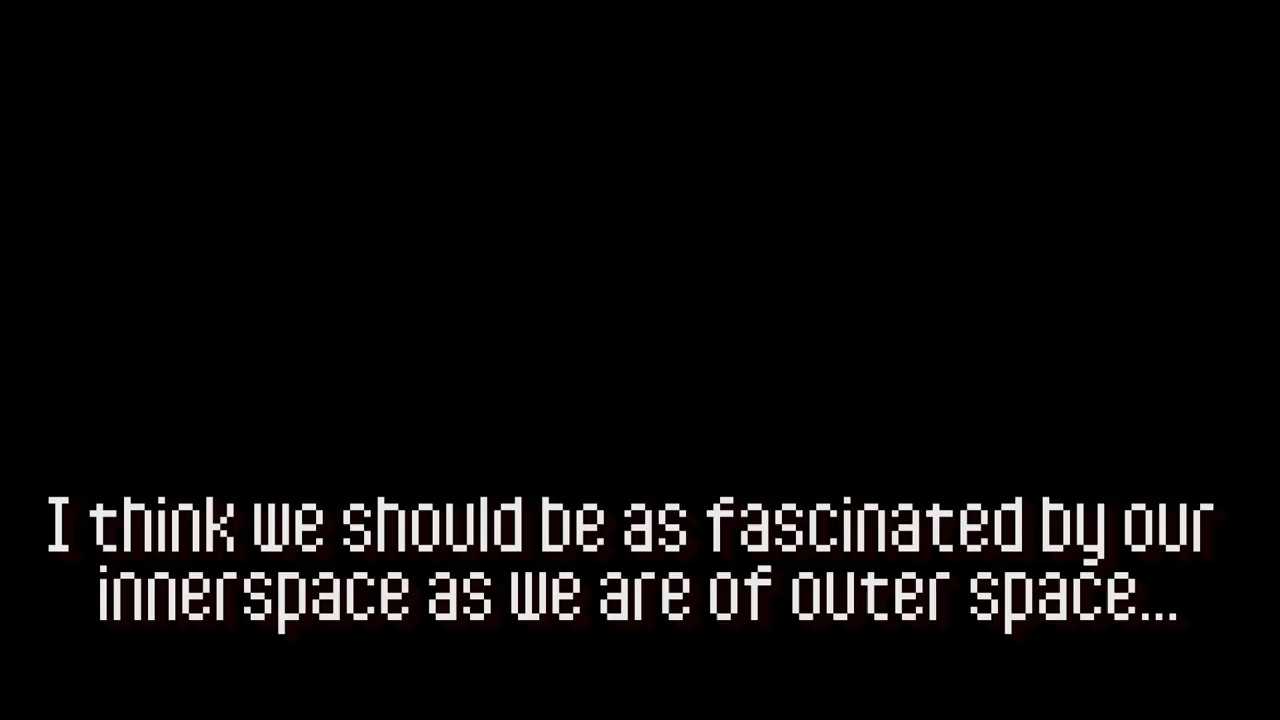 I think we should be as fascinated by our
innerspace as we are of outer space...